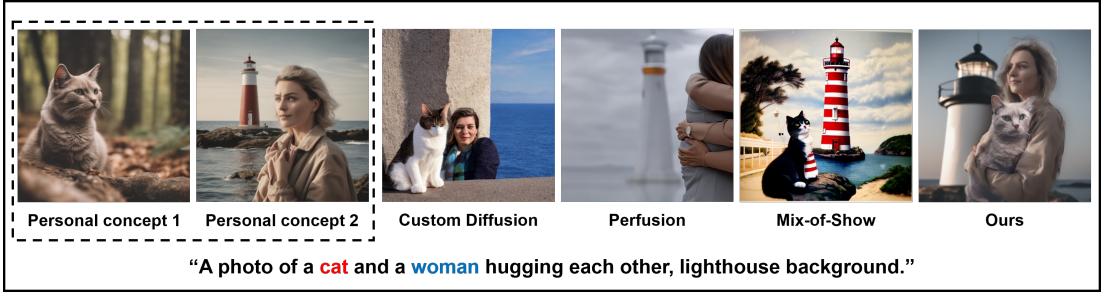 Personal concept 1
Personal concept 2
Custom Diffusion
Perfusion
Mix-of-Show
Ours
“A photo of a cat and a woman hugging each other, lighthouse background.”